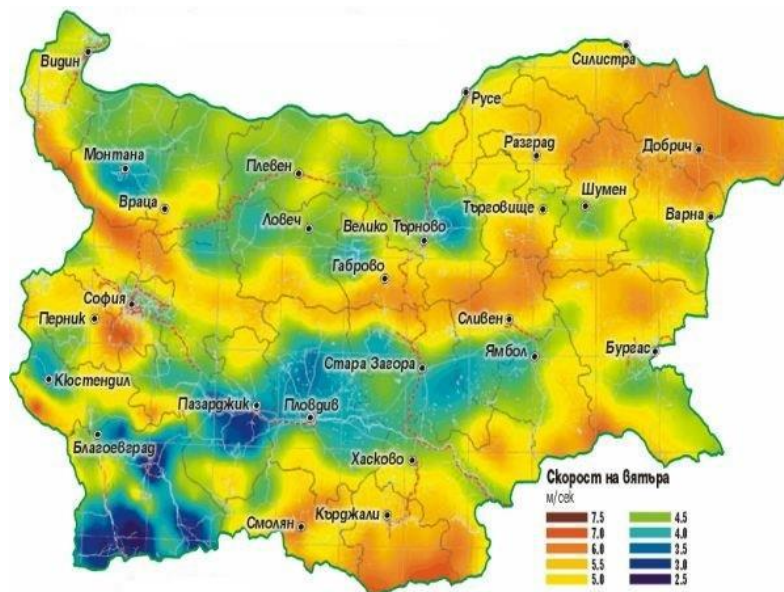 Видин
Силистра
Русе
Монтана
Плевен
Разград
Добрич
Враца
Ловеч
Велико Търново
Търговище
Шумен
Варна
Габрово
София
Перник
Сливен
Стара Загора
Ямбол
Бургас
Кюстендил
Пазарджик
Пловдив
Благоевград
Хасково
Смолян
Кърджали
Скорост на вятъра
м/сек
7.5 4.5
7.0 4.0
6.0 3.5
5.5 3.0
5.0 2.5